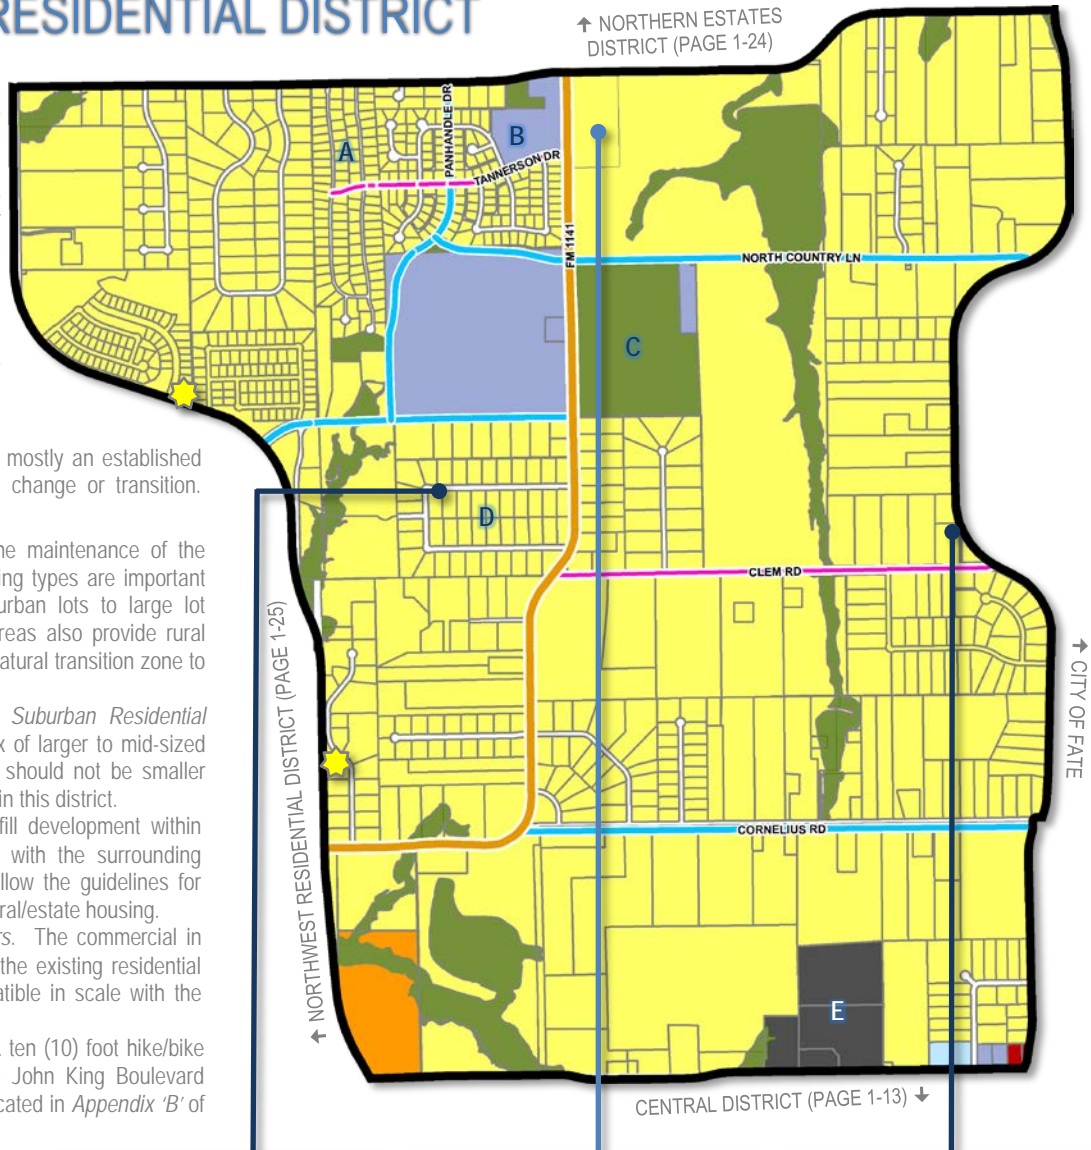 RESIDENTIAL DISTRICT
↑ NORTHERN ESTATES
DISTRICT (PAGE 1-24)
PANHANDLE DR
A
B
TANNERSON DR
FM 1141
NORTH COUNTRY LN
C
mostly an established
change or transition.
he maintenance of the
ing types are important
urban lots to large lot
reas also provide rural
atural transition zone to
Suburban Residential
x of larger to mid-sized
should not be smaller
in this district.
fill development within
with the surrounding
llow the guidelines for
ral/estate housing.
rs. The commercial in
the existing residential
atible in scale with the
ten (10) foot hike/bike
John King Boulevard
cated in Appendix ‘B’ of
D
CLEM RD
← NORTHWEST RESIDENTIAL DISTRICT (PAGE 1-25)
↑ CITY OF FATE
CORNELIUS RD
E
CENTRAL DISTRICT (PAGE 1-13) ↓